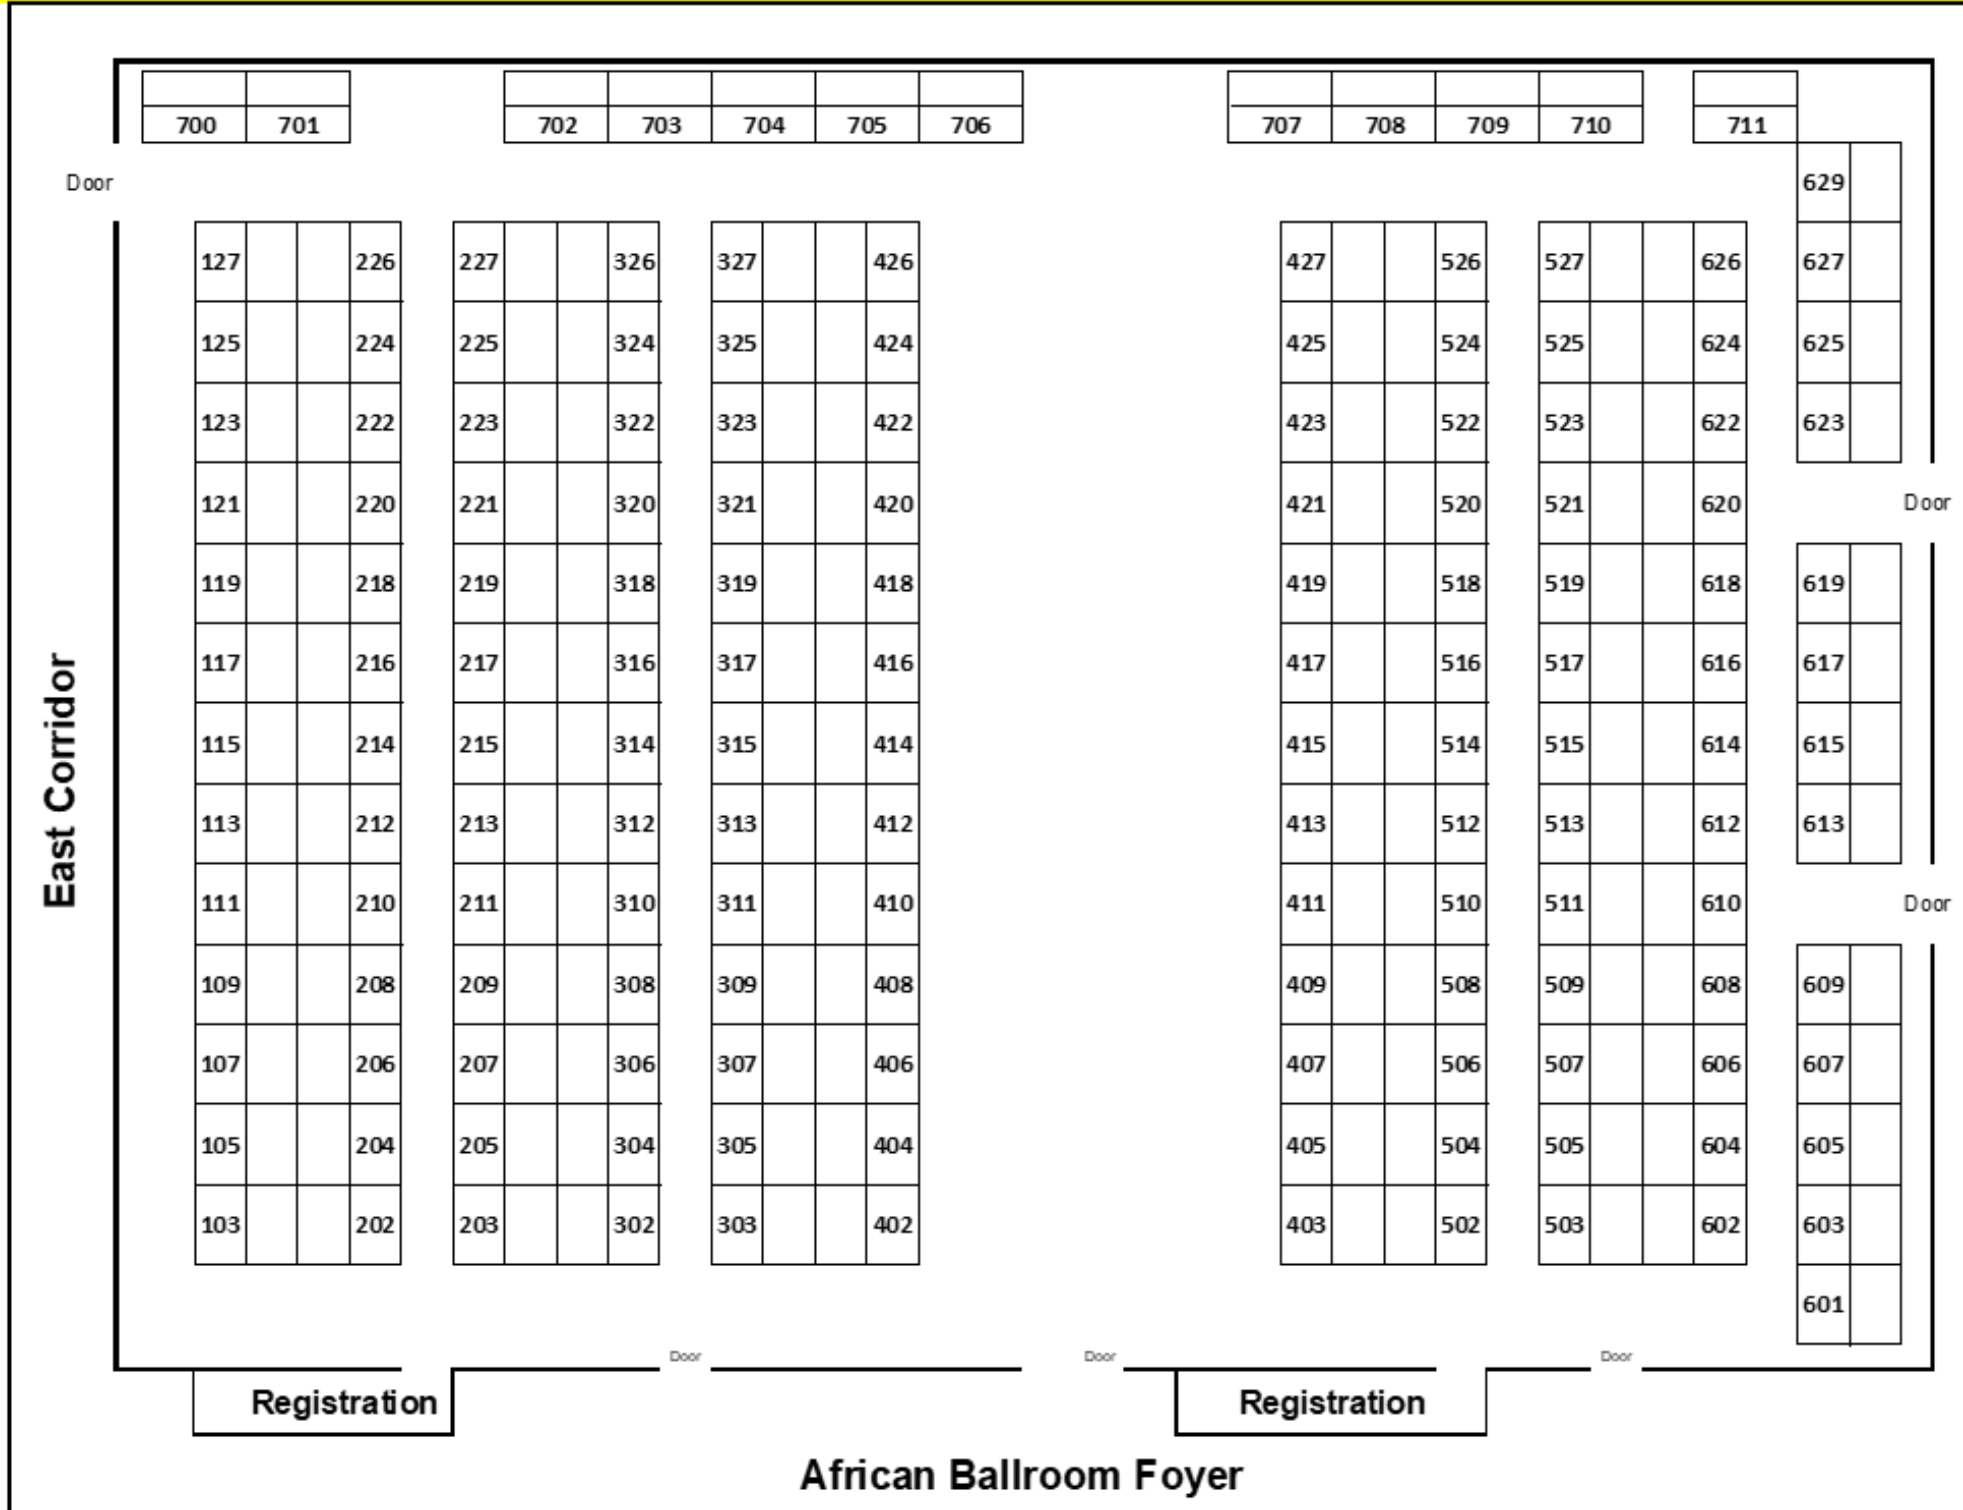 700 701 702 703 704 705 706 707 708 709 710 711
Door 629
127 226 227 326 327 426 427 526 527 626 627
125 224 225 324 325 424 425 524 525 624 625
123 222 223 322 323 422 423 522 523 622 623
121 220 221 320 321 420 421 520 521 620 Door
119 218 219 318 319 418 419 518 519 618 619
117 216 217 316 317 416 417 516 517 616 617
115 214 215 314 315 414 415 514 515 614 615
113 212 213 312 313 412 413 512 513 612 613
111 210 211 310 311 410 411 510 511 610 Door
109 208 209 308 309 408 409 508 509 608 609
107 206 207 306 307 406 407 506 507 606 607
105 204 205 304 305 404 405 504 505 604 605
103 202 203 302 303 402 403 502 503 602 603
601
East Corridor
Door Door Door
Registration Registration
African Ballroom Foyer